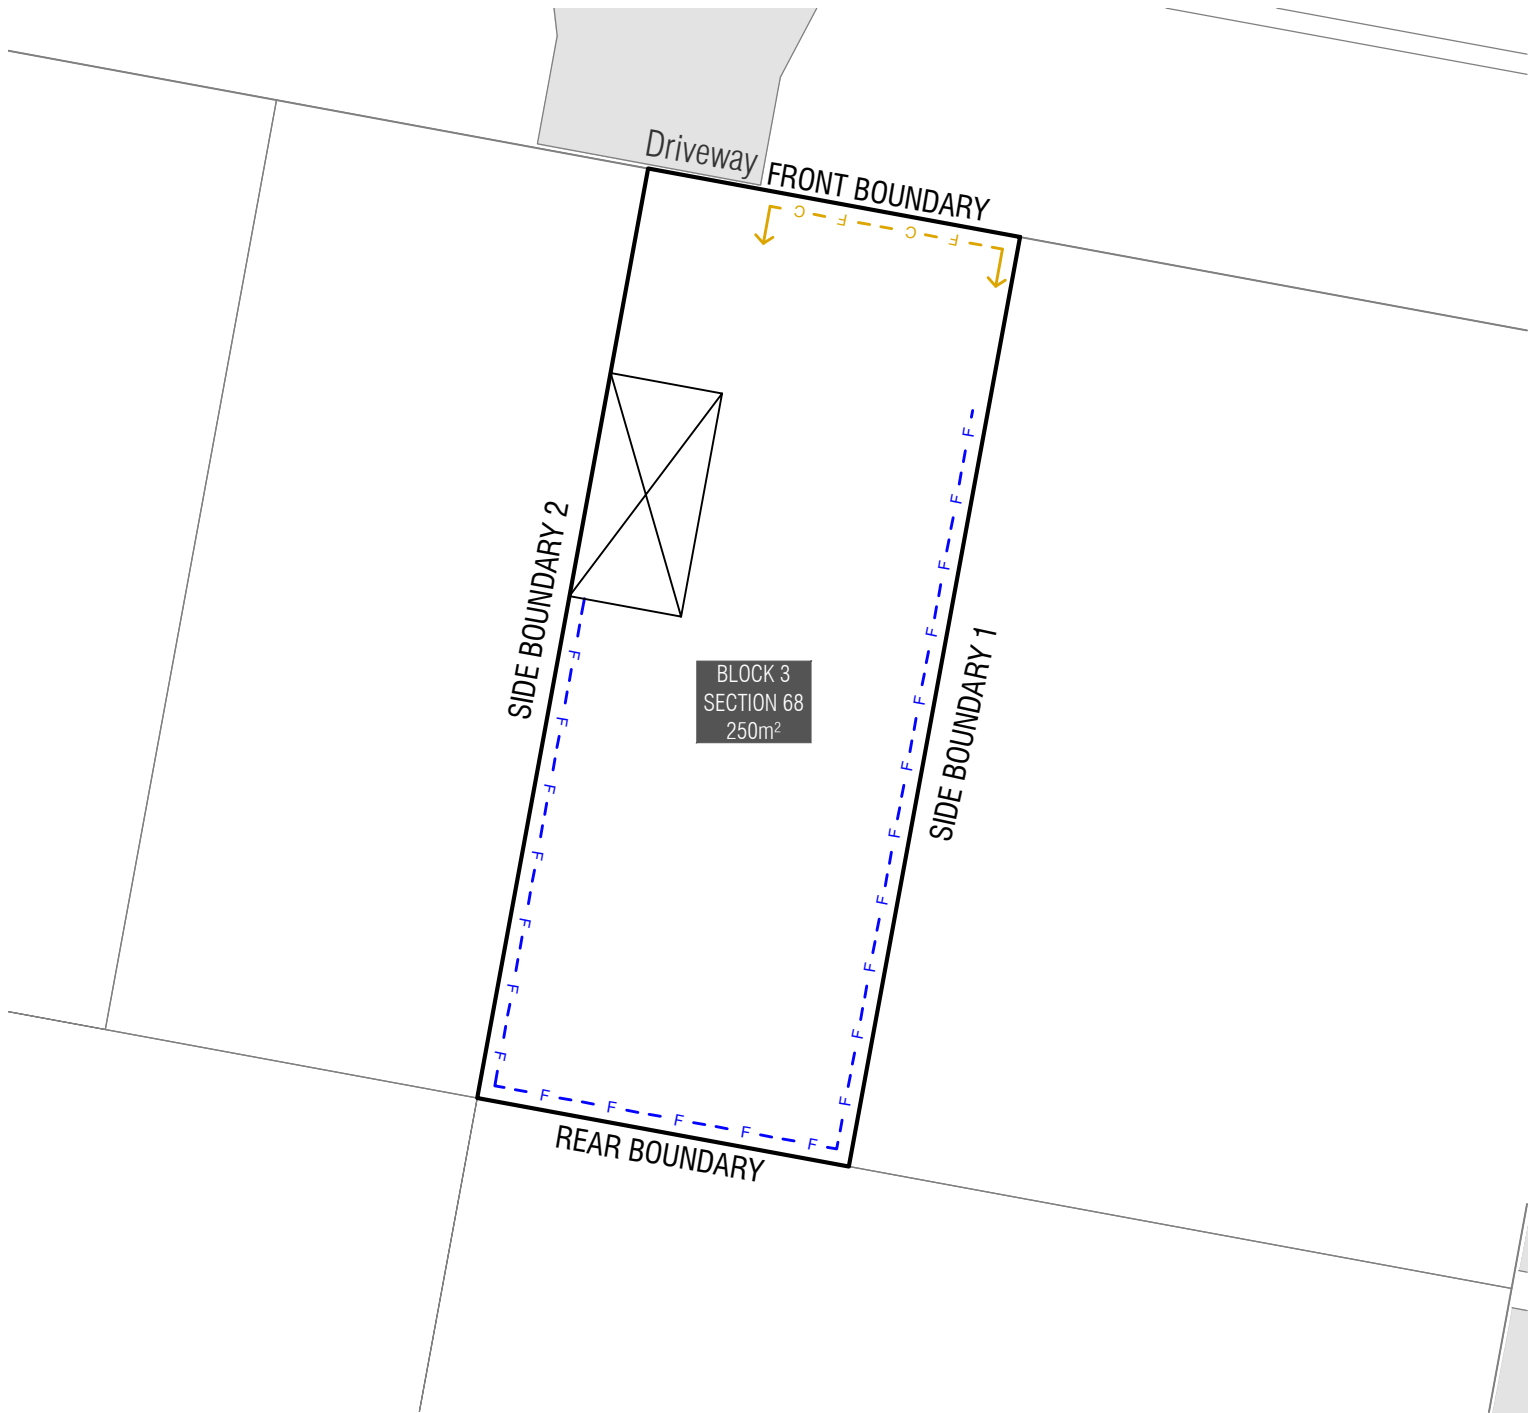 Driveway
FRONT BOUNDARY
C F C F
SIDE BOUNDARY 2
F F F F F F F
BLOCK 3
SECTION 68
250m²
SIDE BOUNDARY 1
F F F F F F F F F F F
F F F F F
REAR BOUNDARY